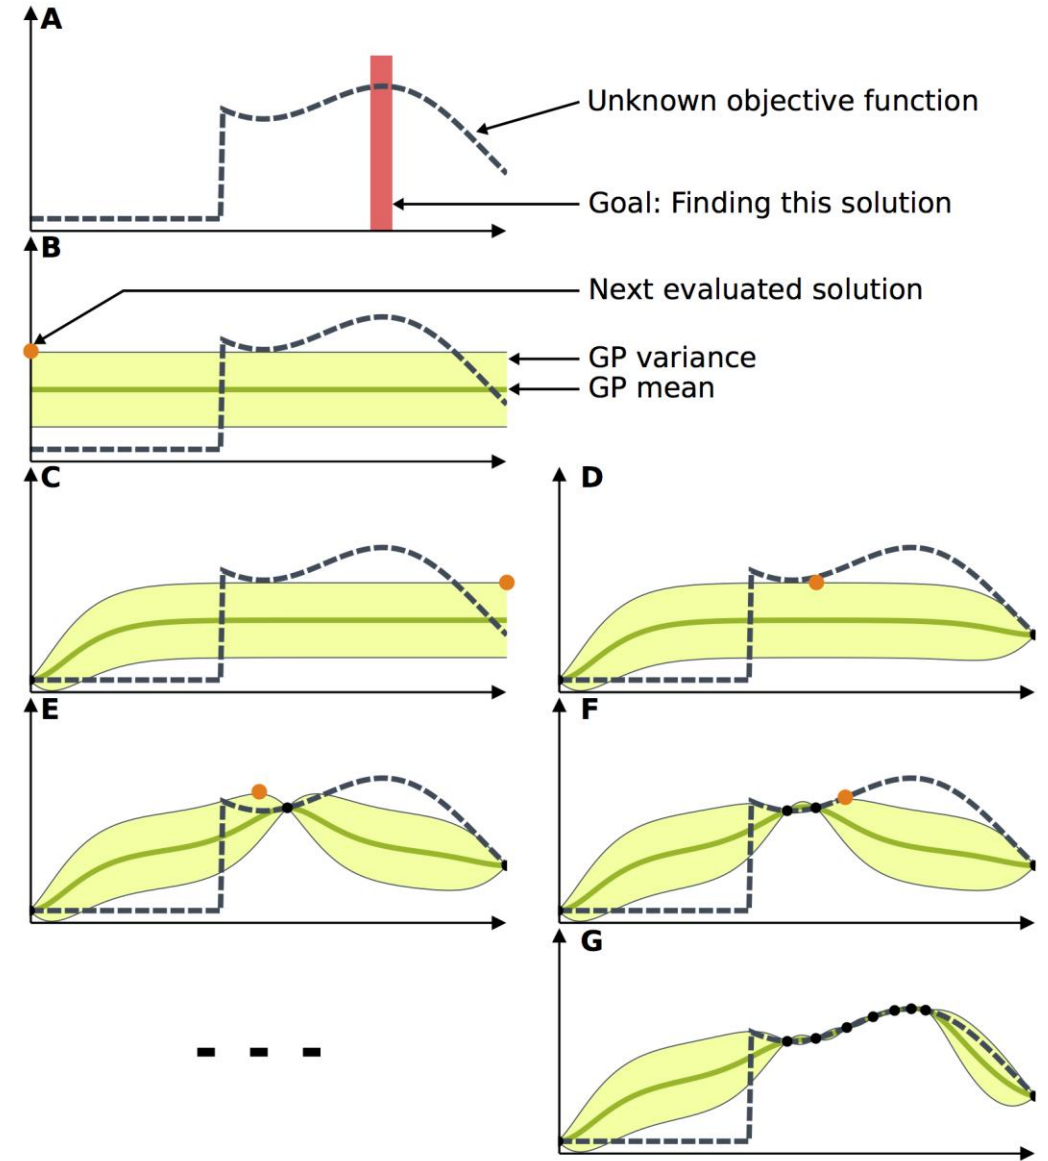 A
Unknown objective function
Goal: Finding this solution
B
Next evaluated solution
GP variance
GP mean
C
D
E
F
G